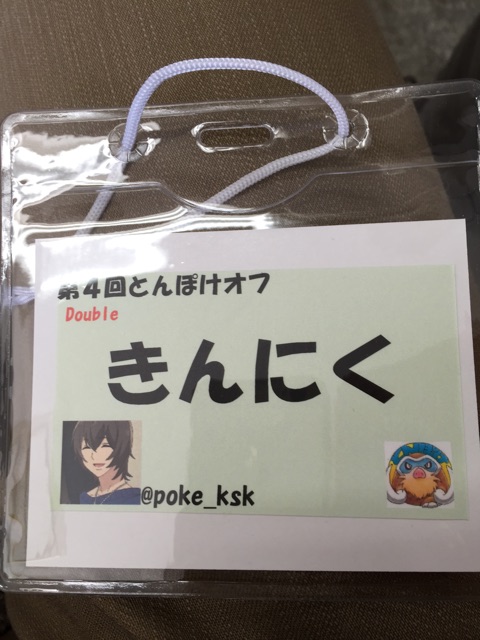 第４回とんぽけオフ
Double
きんにく
@poke_ksk